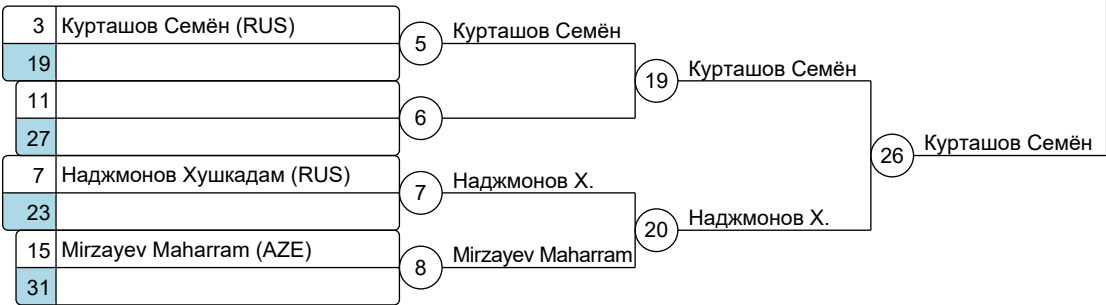 3 Курташов Семён (RUS)
19
11
27
7 Наджмонов Хушкадам (RUS)
23
15 Mirzayev Maharram (AZE)
31
5 Курташов Семён
6
7 Наджмонов Х.
8 Mirzayev Maharram
19 Курташов Семён
20 Наджмонов Х.
26 Курташов Семён